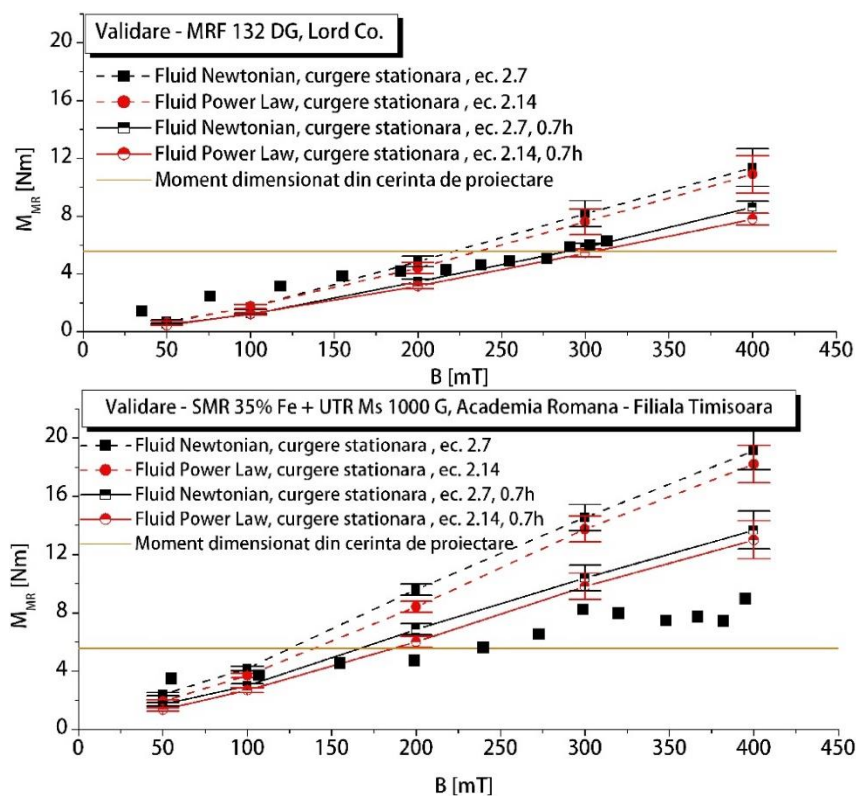 Validare - MRF 132 DG, Lord Co.
Fluid Newtonian, curgere stationara , ec. 2.7
Fluid Power Law, curgere stationara , ec. 2.14
Fluid Newtonian, curgere stationara , ec. 2.7, 0.7h
Fluid Power Law, curgere stationara , ec. 2.14, 0.7h
Moment dimensionat din cerinta de proiectare
M_MR [Nm]
20
16
12
8
4
0
0 50 100 150 200 250 300 350 400 450
B [mT]
Validare - SMR 35% Fe + UTR Ms 1000 G, Academia Romana - Filiala Timisoara
Fluid Newtonian, curgere stationara , ec. 2.7
Fluid Power Law, curgere stationara , ec. 2.14
Fluid Newtonian, curgere stationara , ec. 2.7, 0.7h
Fluid Power Law, curgere stationara , ec. 2.14, 0.7h
Moment dimensionat din cerinta de proiectare
M_MR [Nm]
20
16
12
8
4
0
0 50 100 150 200 250 300 350 400 450
B [mT]